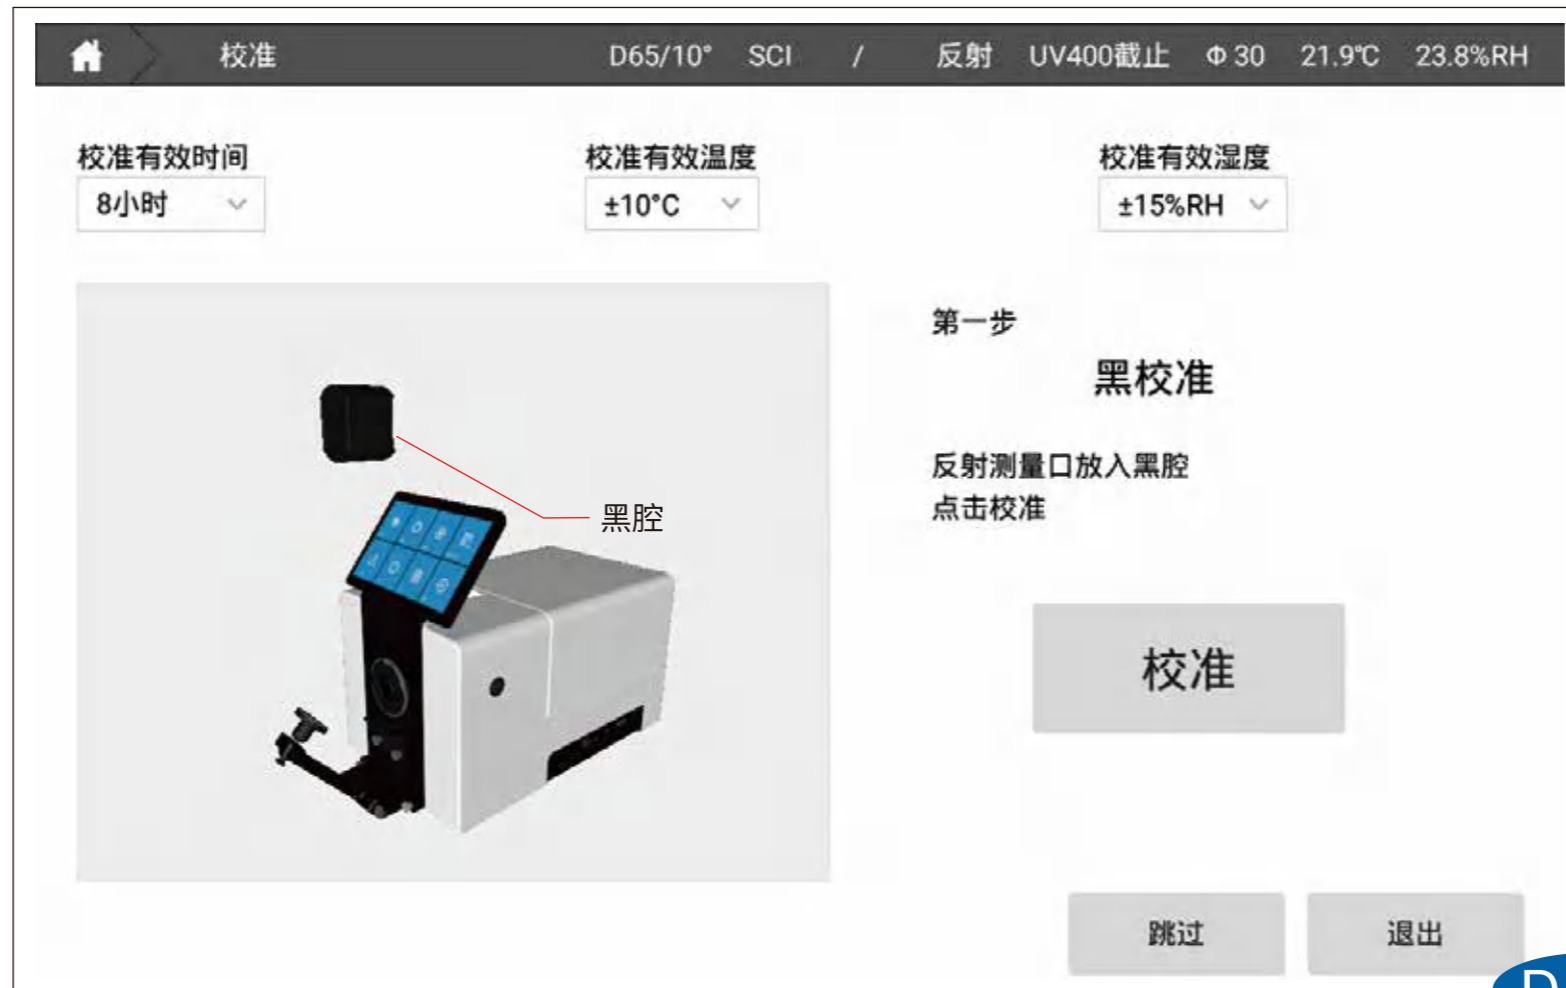 校准 D65/10° SCI / 反射 UV400截止 Φ30 21.9℃ 23.8%RH
校准有效时间 校准有效温度 校准有效湿度
8小时 ±10°C ±15%RH
第一步
黑校准
反射测量口放入黑腔
点击校准
黑腔
校准
跳过 退出